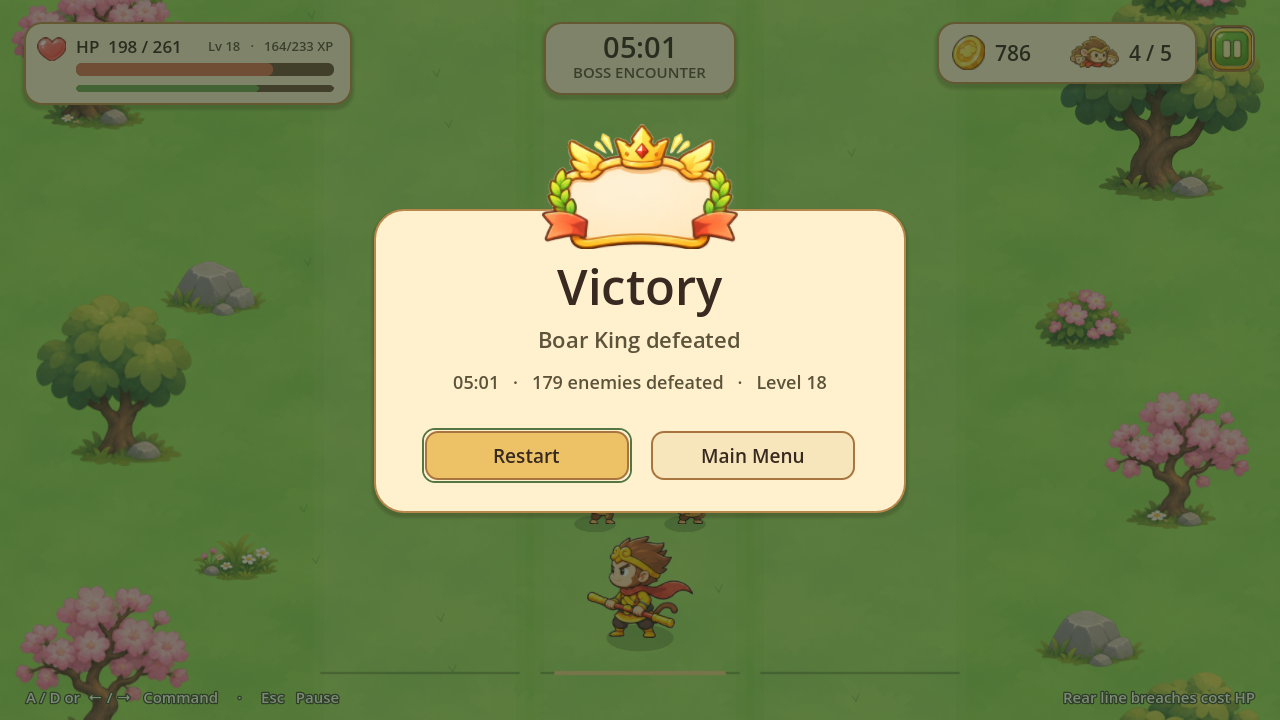 HP 198 / 261 Lv 18 · 164/233 XP
05:01
BOSS ENCOUNTER
786 4 / 5
Victory
Boar King defeated
05:01 · 179 enemies defeated · Level 18
Restart Main Menu
A / D or ← / → Command · Esc Pause
Rear line breaches cost HP